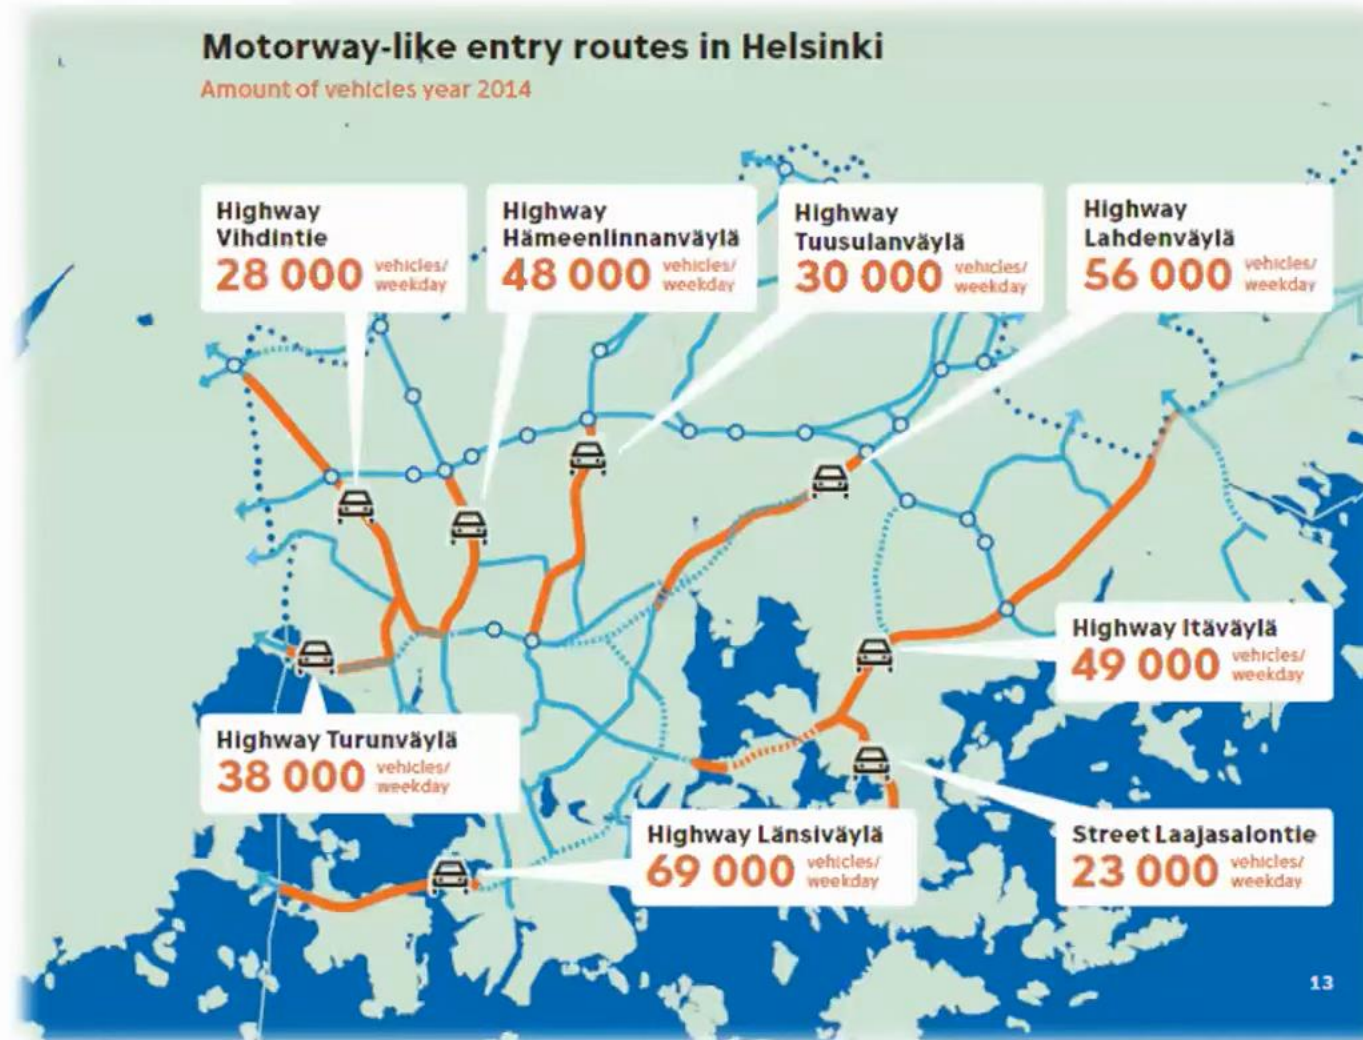 Motorway-like entry routes in Helsinki
Amount of vehicles year 2014
Highway
Vihdintie
28 000 vehicles/
weekday
Highway
Hämeenlinnanväylä
48 000 vehicles/
weekday
Highway
Tuusulanväylä
30 000 vehicles/
weekday
Highway
Lahdenväylä
56 000 vehicles/
weekday
Highway Itäväylä
49 000 vehicles/
weekday
Highway Turunväylä
38 000 vehicles/
weekday
Highway Länsiväylä
69 000 vehicles/
weekday
Street Laajasalontie
23 000 vehicles/
weekday
13